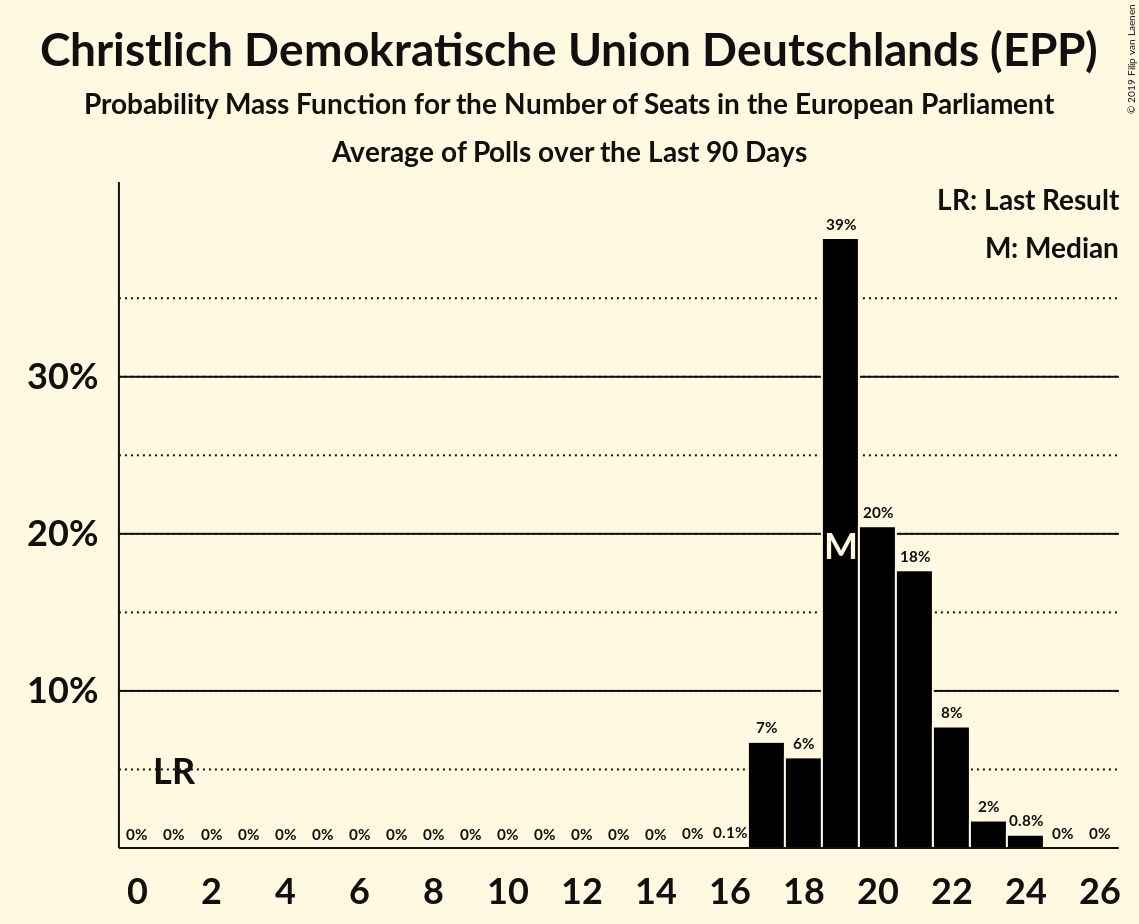 Christlich Demokratische Union Deutschlands (EPP)
Probability Mass Function for the Number of Seats in the European Parliament
Average of Polls over the Last 90 Days
© 2019 Filip van Laenen
LR: Last Result
M: Median
39%
30%
20%
20%
M
18%
10%
8%
7%
6%
LR
2%
0.8%
0% 0% 0% 0% 0% 0% 0% 0% 0% 0% 0% 0% 0% 0% 0% 0% 0.1% 0% 0%
0 2 4 6 8 10 12 14 16 18 20 22 24 26